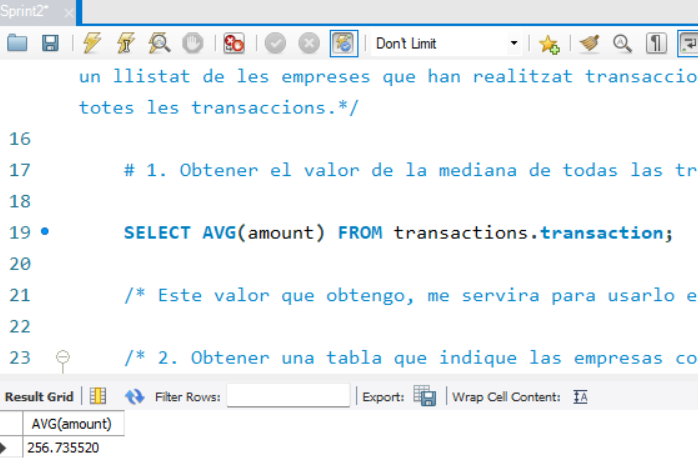 Sprint2*
Don't Limit
un llistat de les empreses que han realitzat transaccio
totes les transaccions.*/
16
17 # 1. Obtener el valor de la mediana de todas las tr
18
19 SELECT AVG(amount) FROM transactions.transaction;
20
21 /* Este valor que obtengo, me servira para usarlo e
22
23 /* 2. Obtener una tabla que indique las empresas co
Result Grid Filter Rows: Export: Wrap Cell Content:
AVG(amount)
256.735520